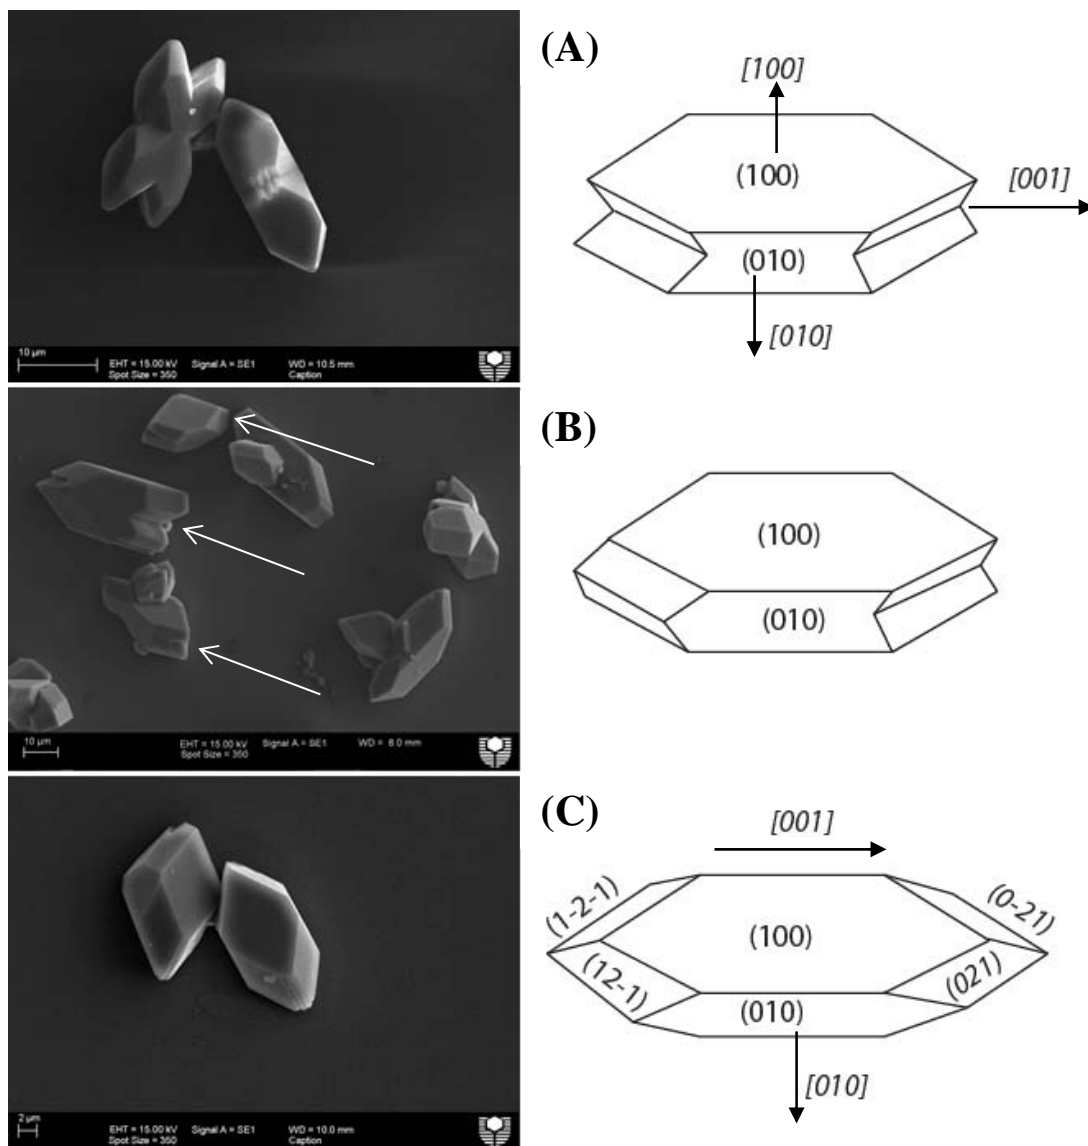 (A)
[100]
(100)
[001]
(010)
[010]
10 µm
EHT = 15.00 kV Signal A = SE1 WD = 10.5 mm
Spot Size = 350 Caption
(B)
(100)
(010)
10 µm
EHT = 15.00 kV Signal A = SE1 WD = 6.0 mm
Spot Size = 350
(C)
[001]
(1-2-1)
(0-21)
(100)
(12-1)
(021)
(010)
[010]
2 µm
EHT = 15.00 kV Signal A = SE1 WD = 10.0 mm
Spot Size = 350 Caption